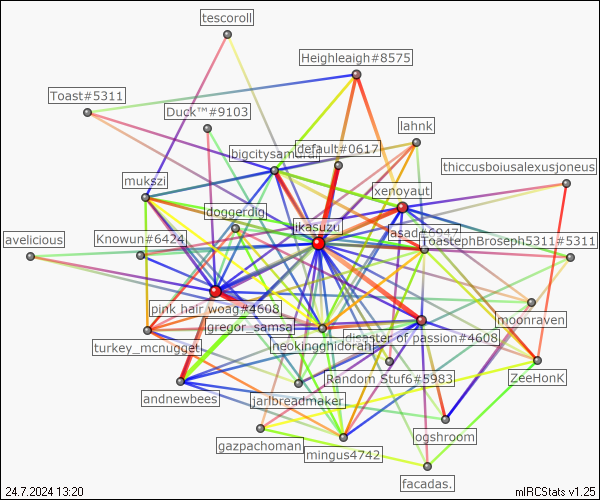 tescoroll
Heighleaigh#8575
Toast#5311
Duck™#9103
lahnk
default#0617
bigcitysamurai
thiccusboiusalexusjoneus
mukszi
xenoyaut
doggerdig
jikasuzu
asad#6947
avelicious
Knowun#6424
ToastephBroseph5311#5311
pink hair woag#4608
moonraven
gregor_samsa
turkey_mcnugget
heokingghidorah
disaster of passion#4608
Random Stuf6#5983
ZeeHonK
andnewbees
jarlbreadmaker
ogshroom
gazpachoman
mingus4742
facadas.
24.7.2024 13:20
mIRCStats v1.25